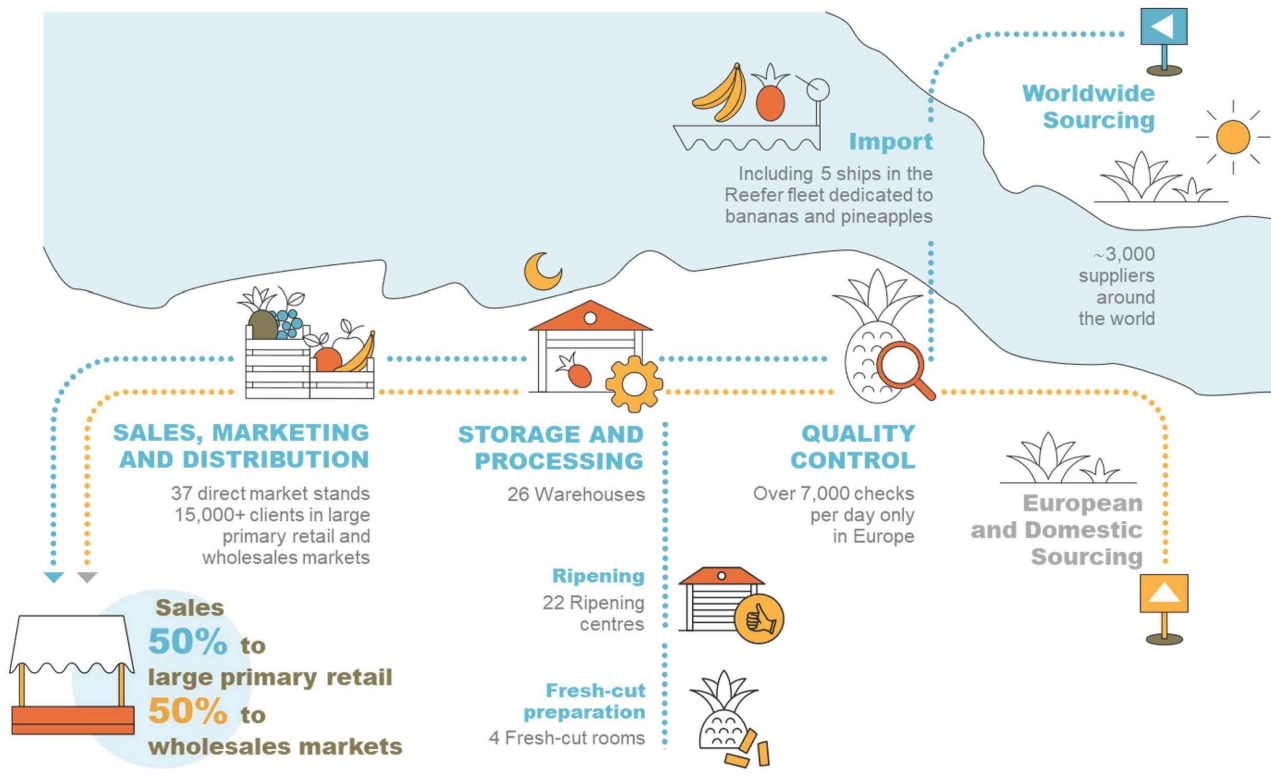 Worldwide
Sourcing
Import
Including 5 ships in the
Reefer fleet dedicated to
bananas and pineapples
~3,000
suppliers
around
the world
SALES, MARKETING
AND DISTRIBUTION
37 direct market stands
15,000+ clients in large
primary retail and
wholesales markets
STORAGE AND
PROCESSING
26 Warehouses
QUALITY
CONTROL
Over 7,000 checks
per day only
in Europe
European
and Domestic
Sourcing
Ripening
22 Ripening
centres
Fresh-cut
preparation
4 Fresh-cut rooms
Sales
50% to
large primary retail
50% to
wholesales markets